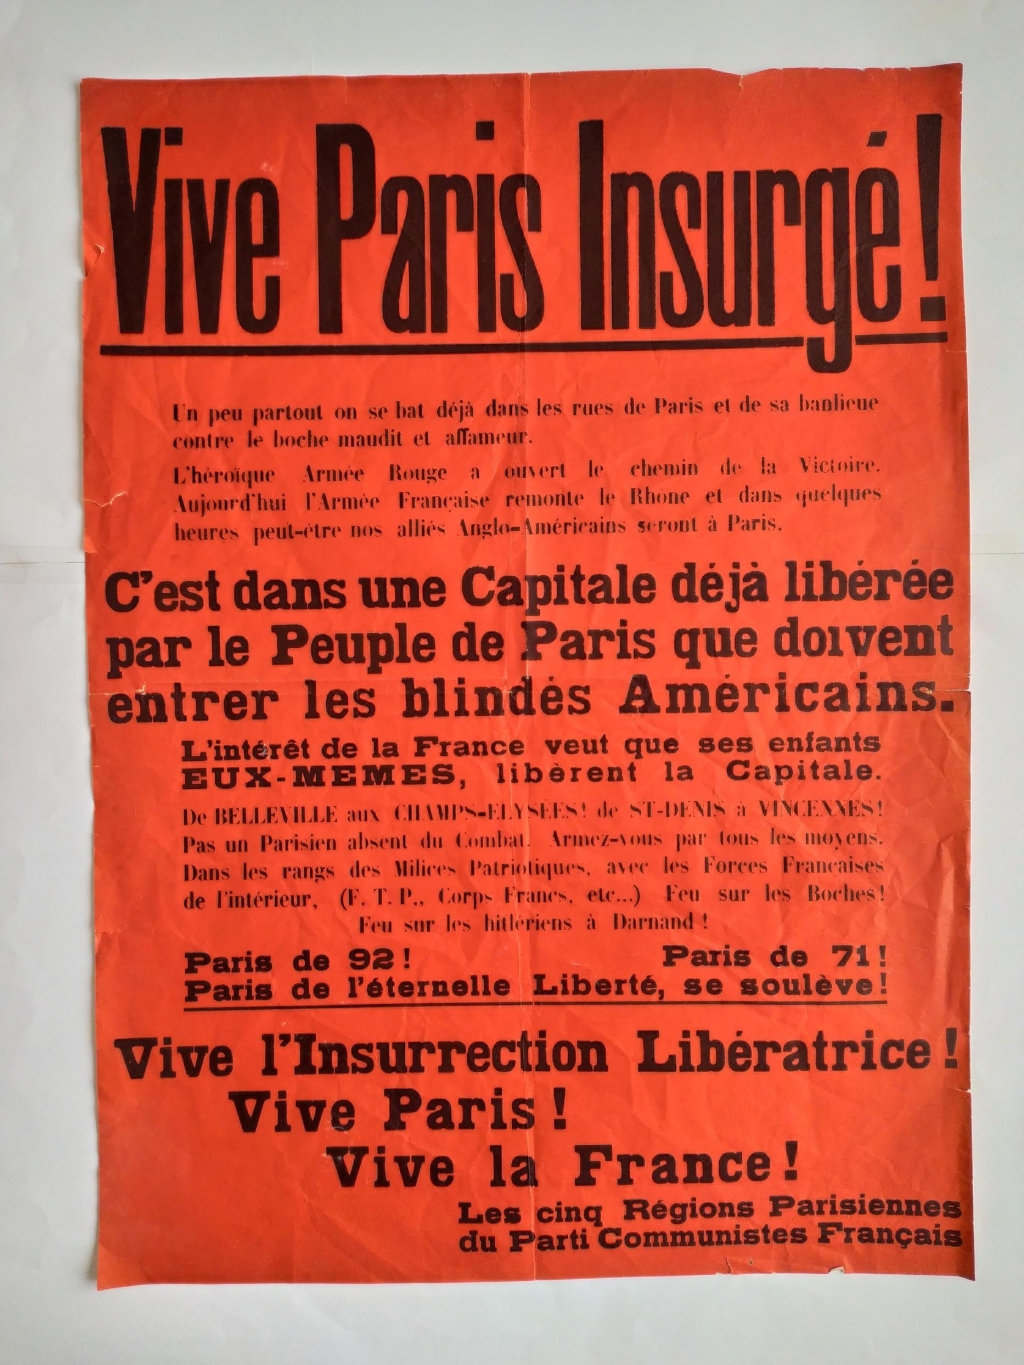 Vive Paris Insurgé!
Un peu partout on se bat déjà dans les rues de Paris et de sa banlieue
contre le boche maudit et affameur.
L'héroïque Armée Rouge a ouvert le chemin de la Victoire.
Aujourd'hui l'Armée Française remonte le Rhône et dans quelques
heures peut-être nos alliés Anglo-Américains seront à Paris.
C'est dans une Capitale déjà libérée
par le Peuple de Paris que doivent
entrer les blindés Américains.
L'intérêt de la France veut que ses enfants
EUX-MEMES, libèrent la Capitale.
De BELLEVILLE aux CHAMPS-ELYSÉES! de ST-DENIS à VINCENNES!
Pas un Parisien absent du Combat. Armez-vous par tous les moyens.
Dans les rangs des Milices Patriotiques, avec les Forces Françaises
de l'intérieur, (F. T. P., Corps Francs, etc...) Feu sur les Boches!
Feu sur les hitlériens à Darnand!
Paris de 92! Paris de 71!
Paris de l'éternelle Liberté, se soulève!
Vive l'Insurrection Libératrice!
Vive Paris!
Vive la France!
Les cinq Régions Parisiennes
du Parti Communistes Français